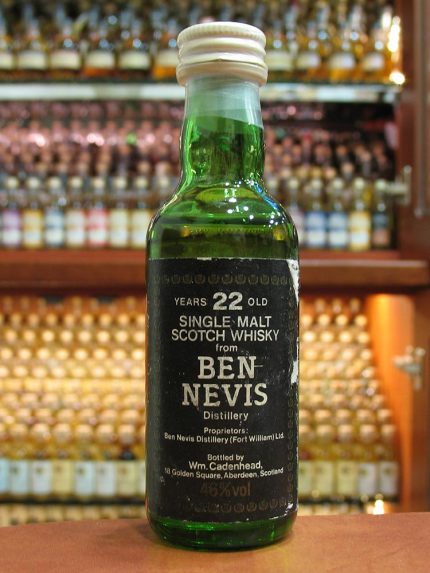 YEARS 22 OLD
SINGLE MALT
SCOTCH WHISKY
from
BEN
NEVIS
Distillery
Proprietors:
Ben Nevis Distillery (Fort William) Ltd.
Bottled by
Wm. Cadenhead,
18 Golden Square, Aberdeen, Scotland
46%vol